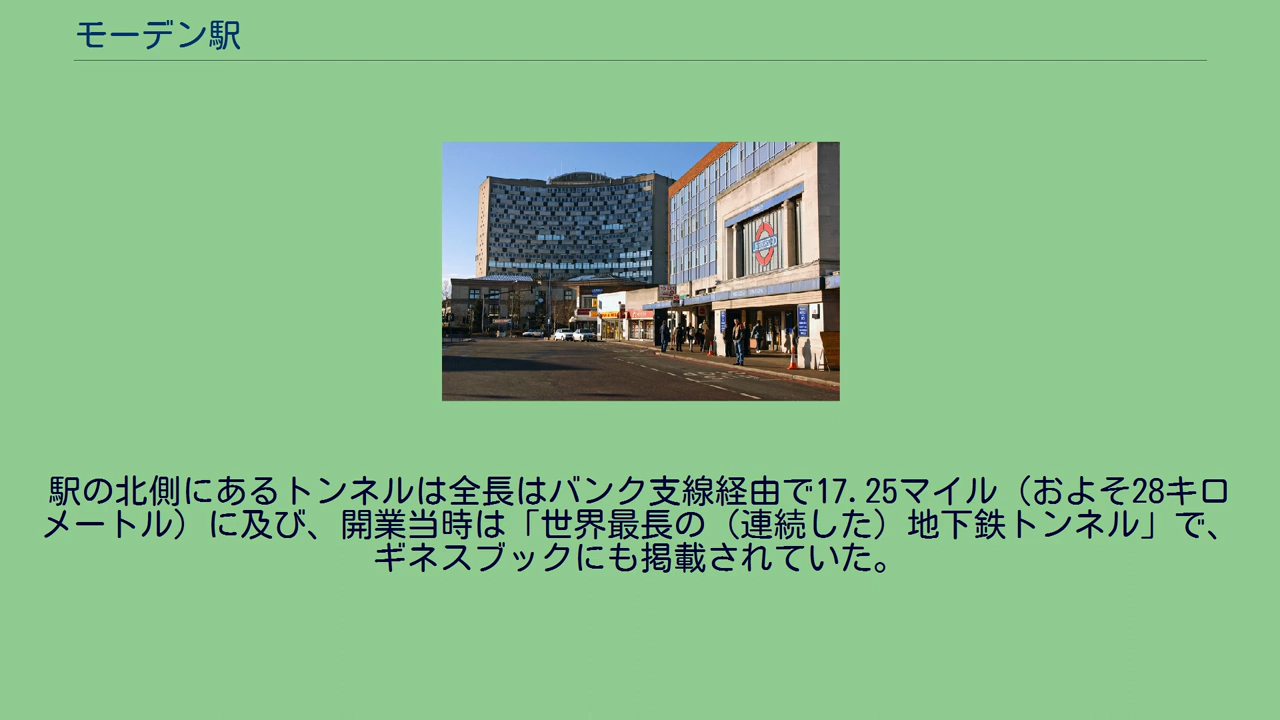 モーデン駅
駅の北側にあるトンネルは全長はバンク支線経由で17.25マイル（およそ28キロ
メートル）に及び、開業当時は「世界最長の（連続した）地下鉄トンネル」で、
ギネスブックにも掲載されていた。